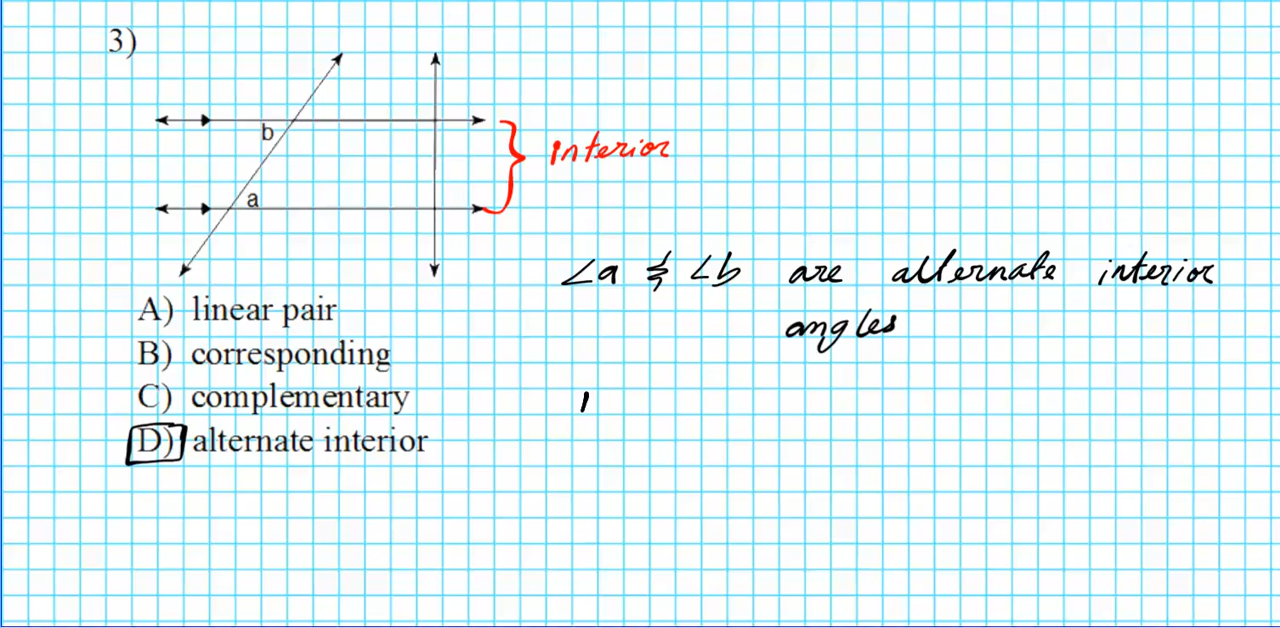 3)
b
interior
a
∠a & ∠b are alternate interior
angles
A) linear pair
B) corresponding
C) complementary
D) alternate interior